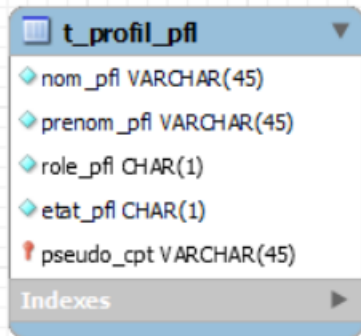 t_profil_pfl
nom_pfl VARCHAR(45)
prenom_pfl VARCHAR(45)
role_pfl CHAR(1)
etat_pfl CHAR(1)
pseudo_cpt VARCHAR(45)
Indexes